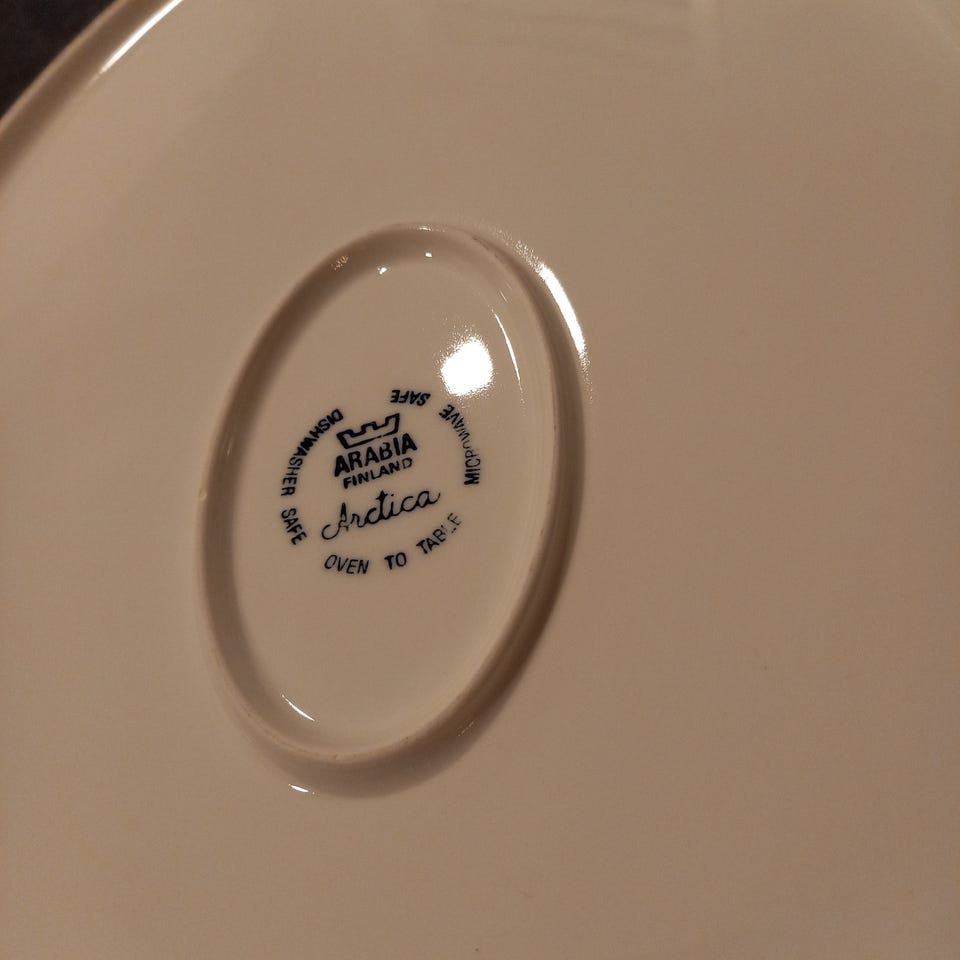 ARABIA
FINLAND
Arctica
DISHWASHER SAFE
OVEN TO TABLE
MICROWAVE SAFE